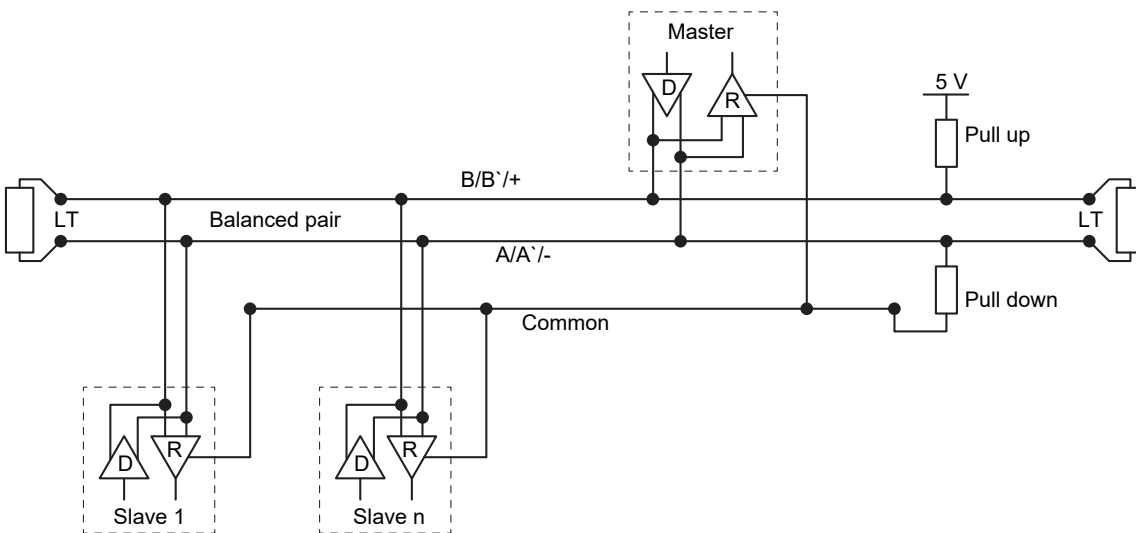 Master
D
R
5 V
Pull up
B/B`/+
LT
Balanced pair
LT
A/A`/-
Pull down
Common
R
D
R
D
Slave 1
Slave n